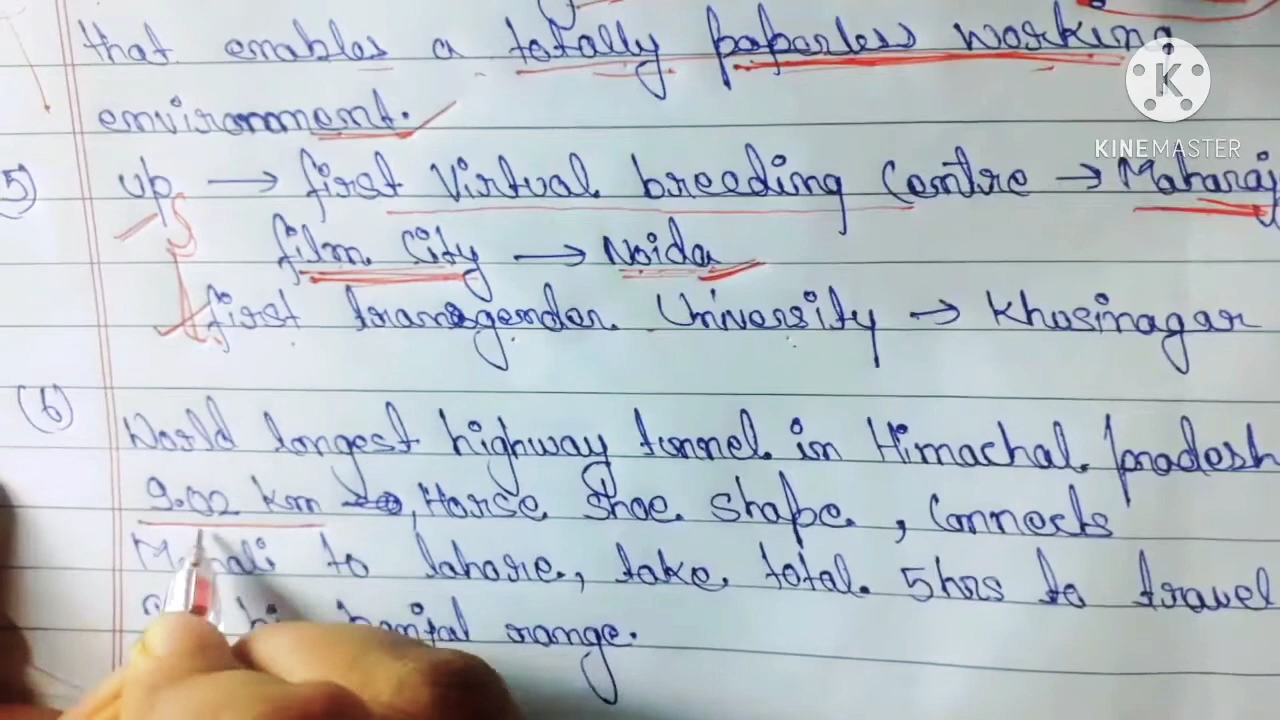 that enables a totally paperless working
environment.
K
KINEMASTER
5) up → first Virtual breeding Centre → Maharaj
film City → Noida
first transgender University → Khusinagar
(6) World longest highway tunnel in Himachal pradesh
9.02 km , Horse Shoe Shape , Connects
to lahore, take total 5hrs to travel
panjal range.